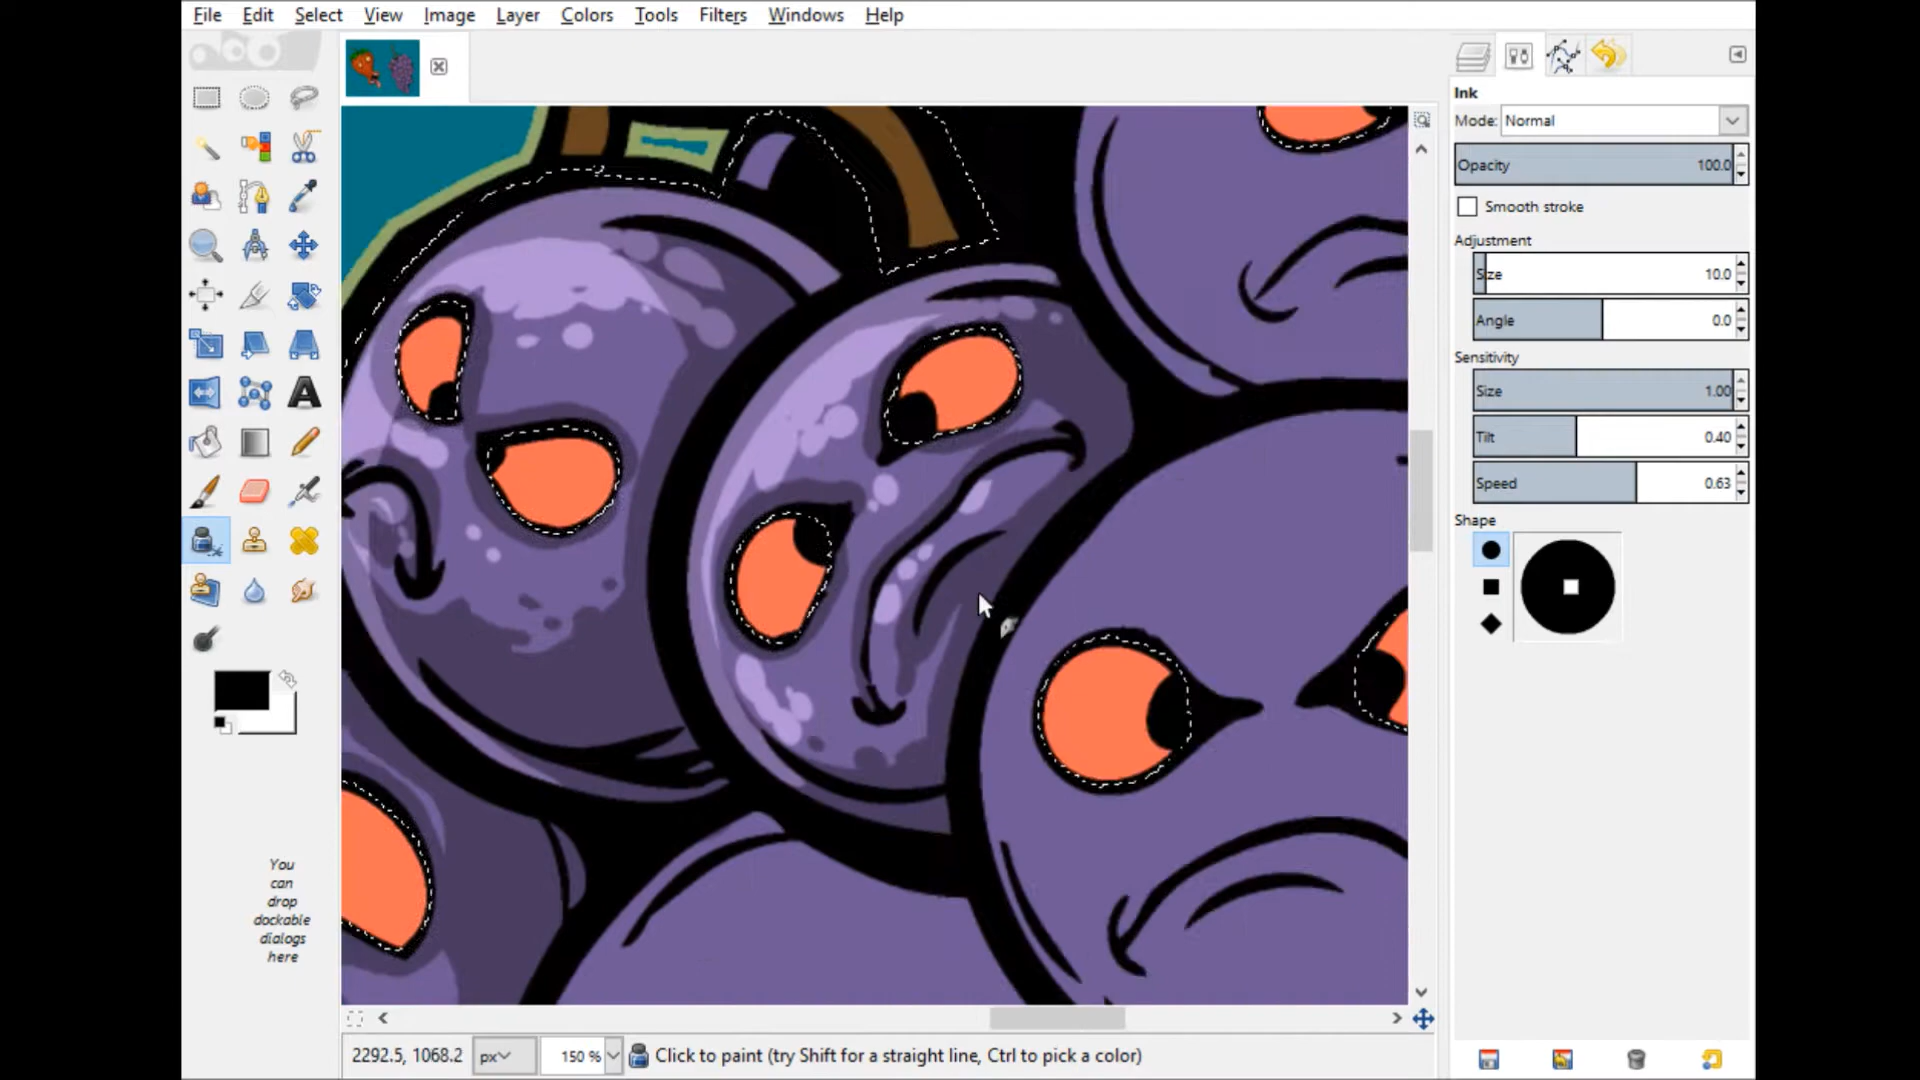 File Edit Select View Image Layer Colors Tools Filters Windows Help
Ink
Mode: Normal
Opacity 100.0
Smooth stroke
Adjustment
Size 10.0
Angle 0.0
Sensitivity
Size 1.00
Tilt 0.40
Speed 0.63
Shape
You
can
drop
dockable
dialogs
here
2292.5, 1068.2 px 150 % Click to paint (try Shift for a straight line, Ctrl to pick a color)